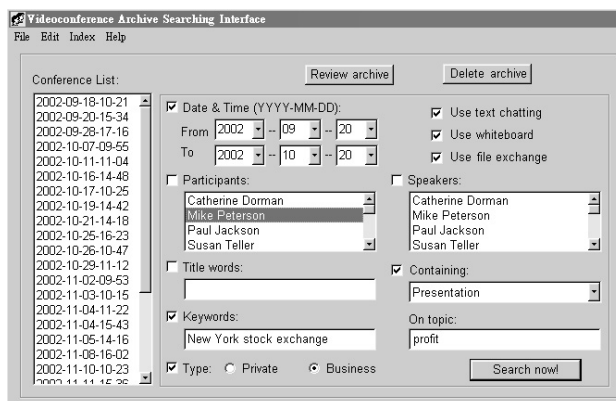 Videoconference Archive Searching Interface
File Edit Index Help
Conference List:
Review archive
Delete archive
2002-09-18-10-21
2002-09-20-15-34
2002-09-28-17-16
2002-10-07-09-55
2002-10-11-11-04
2002-10-16-14-48
2002-10-17-10-25
2002-10-19-14-42
2002-10-21-14-18
2002-10-25-16-23
2002-10-26-10-47
2002-10-29-11-12
2002-11-02-09-53
2002-11-03-10-15
2002-11-04-11-22
2002-11-04-15-43
2002-11-05-14-16
2002-11-08-16-02
2002-11-10-10-23
2002-11-11-15-36
Date & Time (YYYY-MM-DD):
From 2002 -- 09 -- 20
To 2002 -- 10 -- 20
Use text chatting
Use whiteboard
Use file exchange
Participants:
Catherine Dorman
Mike Peterson
Paul Jackson
Susan Teller
Speakers:
Catherine Dorman
Mike Peterson
Paul Jackson
Susan Teller
Title words:
Containing:
Presentation
Keywords:
New York stock exchange
On topic:
profit
Type: Private Business
Search now!